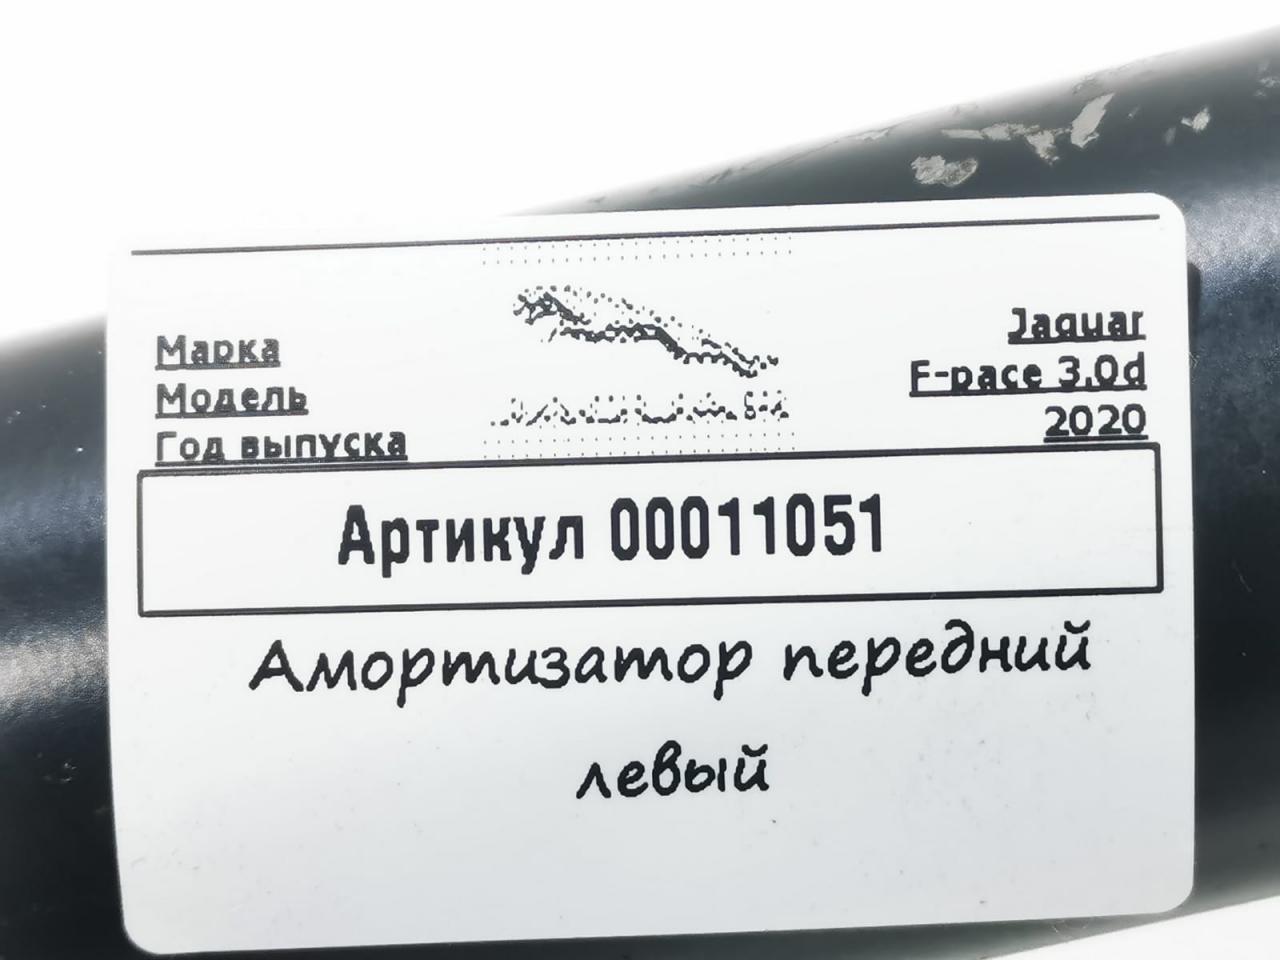 Марка Jaguar
Модель F-pace 3.0d
Год выпуска 2020
Артикул 00011051
Амортизатор передний
левый